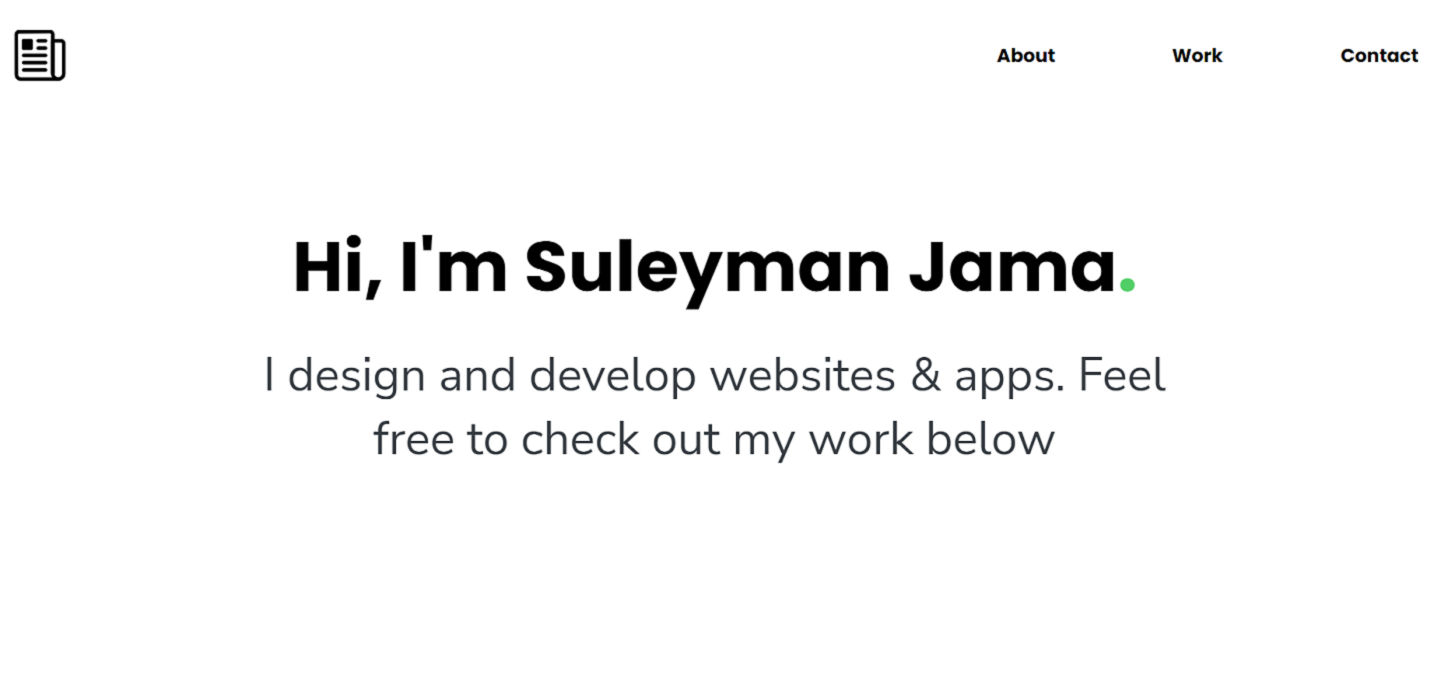 About Work Contact
Hi, I'm Suleyman Jama.
I design and develop websites & apps. Feel
free to check out my work below